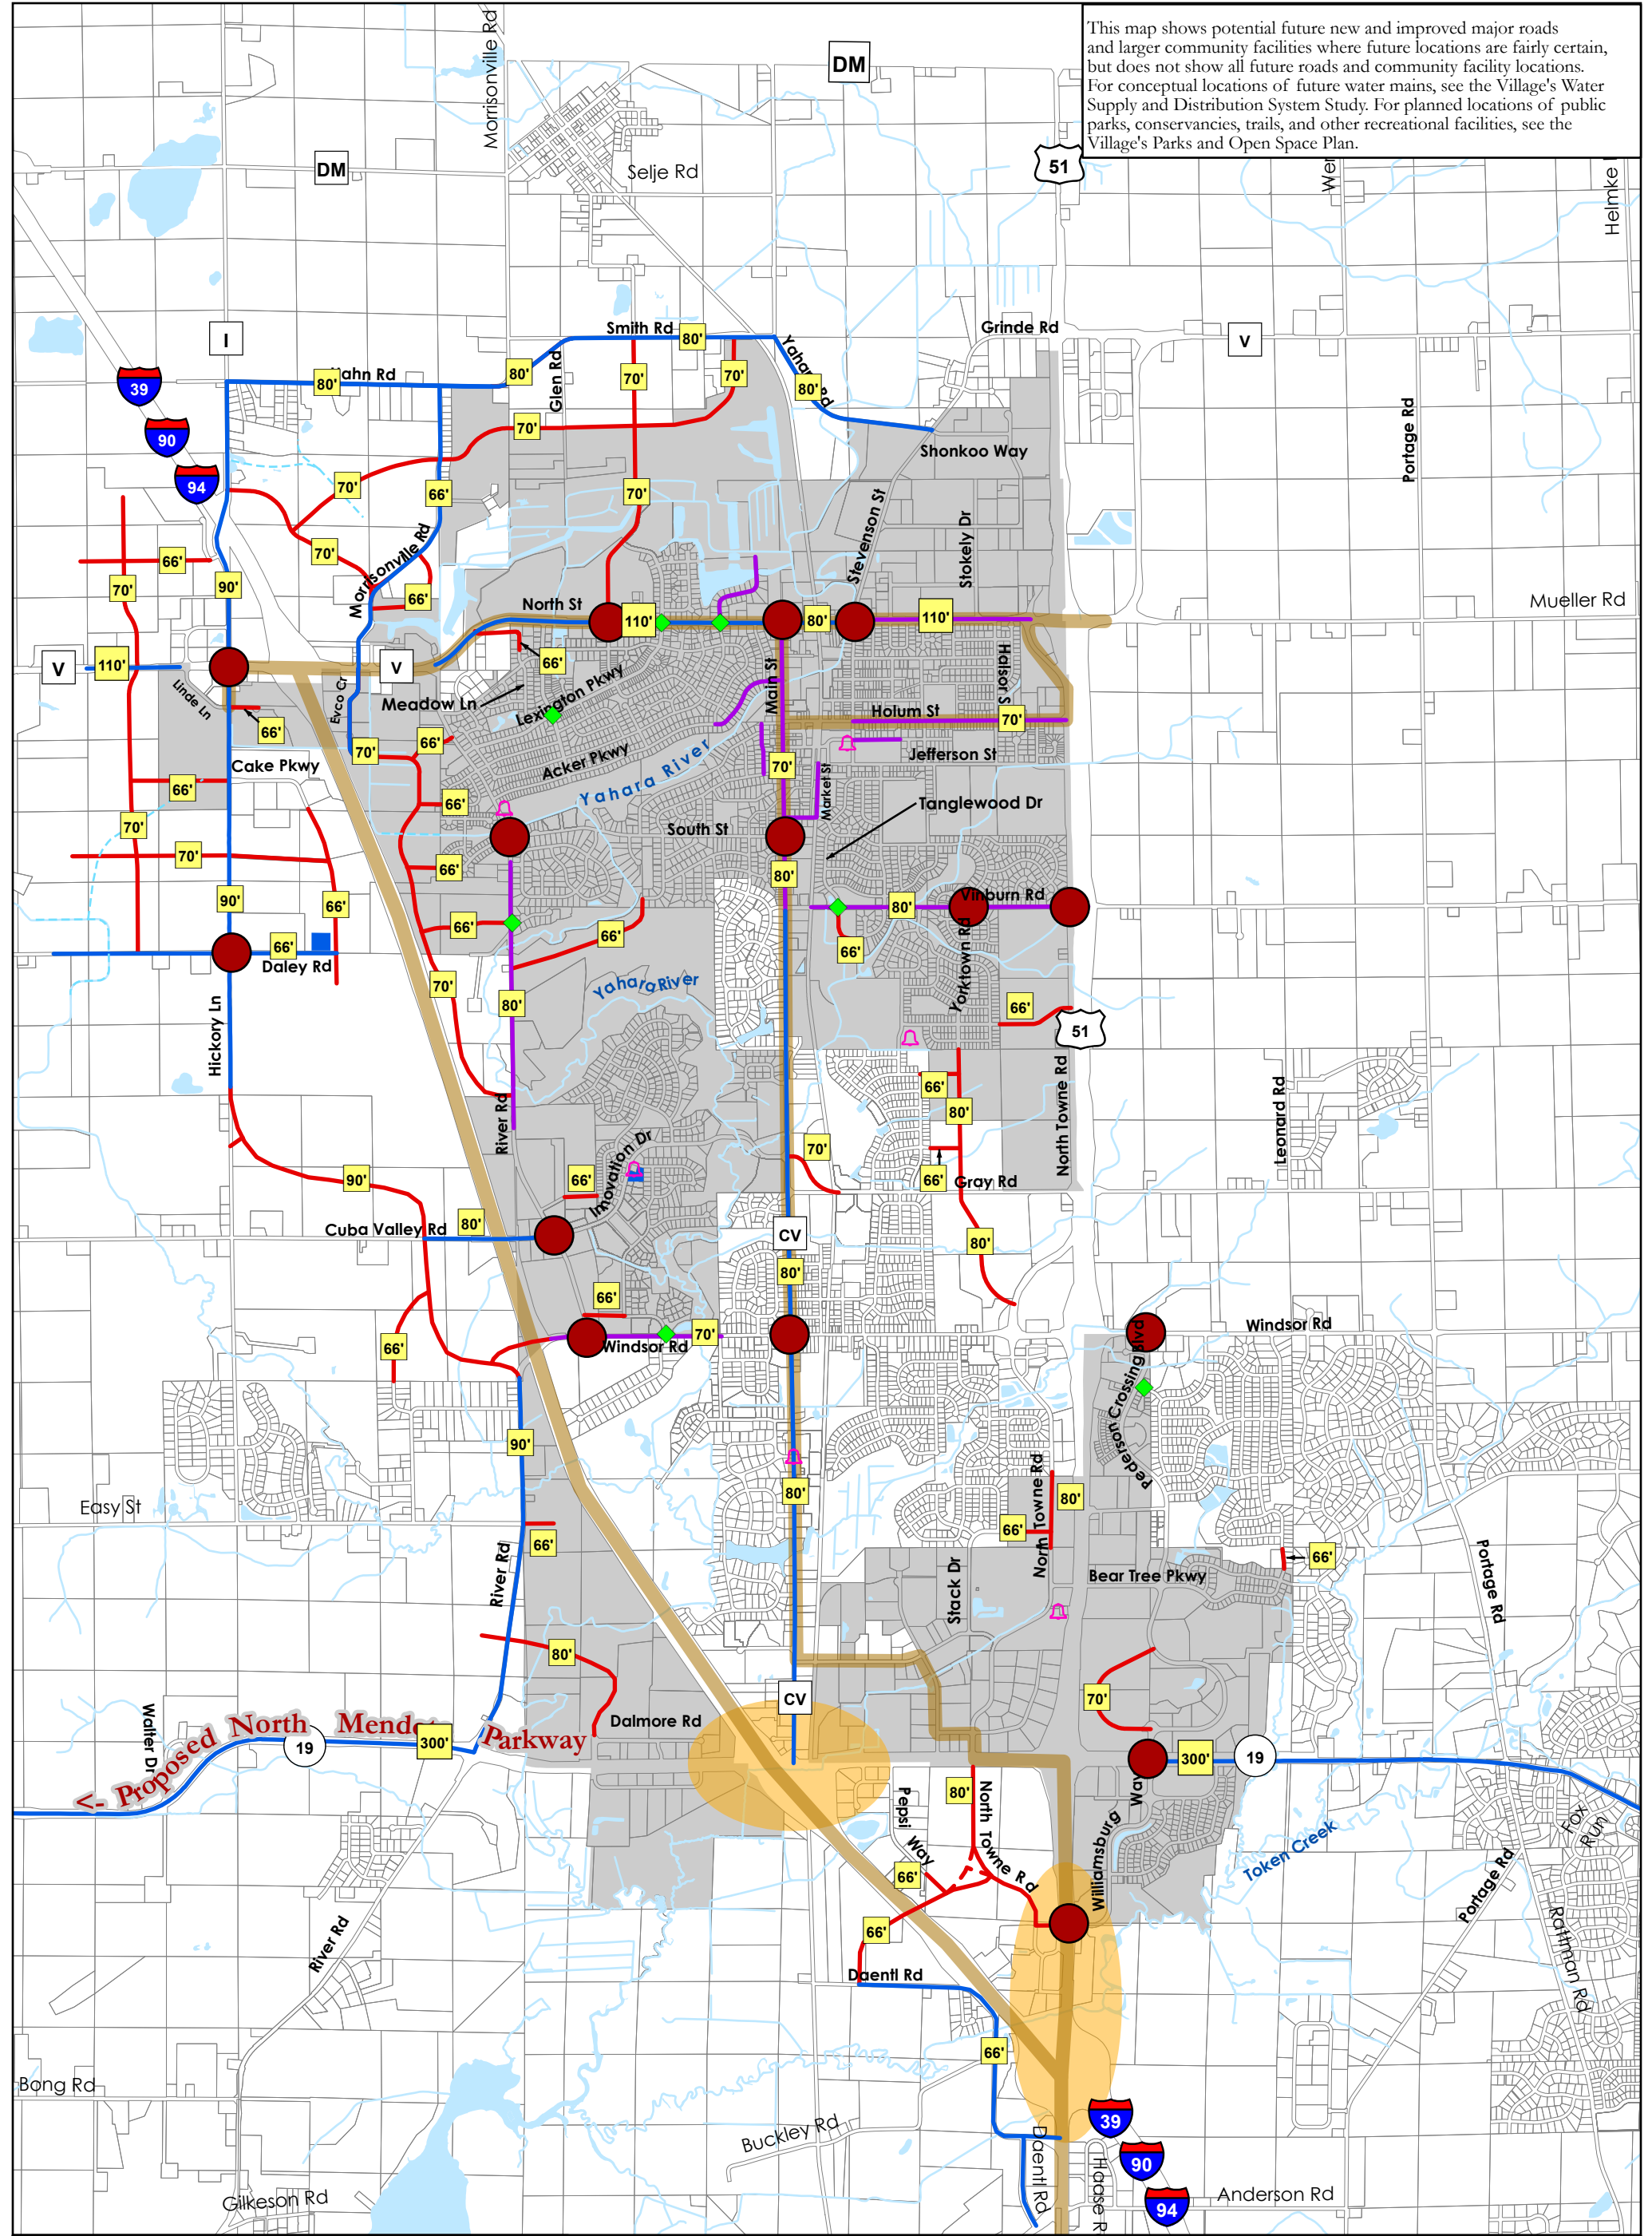 This map shows potential future new and improved major roads
and larger community facilities where future locations are fairly certain,
but does not show all future roads and community facility locations.
For conceptual locations of future water mains, see the Village's Water
Supply and Distribution System Study. For planned locations of public
parks, conservancies, trails, and other recreational facilities, see the
Village's Parks and Open Space Plan.
Morrisonville Rd
DM
DM
Selje Rd
51
Helmke
I
Smith Rd
80'
Grinde Rd
V
Glen Rd
80'
80'
70'
70'
80'
39
90
94
70'
Shonkoo Way
Portage Rd
70'
66'
70'
Stevenson St
Stokely Dr
66'
70'
Morrisonville Rd
70'
90'
66'
North St
110'
80'
110'
Mueller Rd
V
110'
V
66'
Linde Ln
Evco Cr
Meadow Ln
Lexington Pkwy
Main St
Holum St
70'
66'
66'
70'
Acker Pkwy
Yahara River
Jefferson St
Cake Pkwy
70'
Market St
66'
66'
Tanglewood Dr
70'
South St
70'
66'
80'
90'
66'
66'
66'
80'
Vinburn Rd
66'
66'
Daley Rd
70'
Yahara River
Yorktown Rd
80'
66'
51
Hickory Ln
North Towne Rd
66'
80'
Leonard Rd
River Rd
Innovation Dr
70'
90'
66'
66'
Gray Rd
Cuba Valley Rd
80'
CV
80'
80'
66'
66'
Windsor Rd
70'
Windsor Rd
Pederson Crossing Blvd
90'
80'
North Towne Rd
80'
66'
Easy St
66'
River Rd
66'
Stack Dr
Bear Tree Pkwy
Portage Rd
80'
70'
CV
Dalmore Rd
Waller Dr
<- Proposed North
Parkway
19
300'
300'
19
80'
Pepsi Way
North Towne Rd
Williamsburg Way
Fox Run
Token Creek
66'
66'
River Rd
Portage Rd
Rattman Rd
Daentl Rd
66'
Bong Rd
39
90
94
Buckley Rd
Daentl Rd
Gilkeson Rd
Anderson Rd